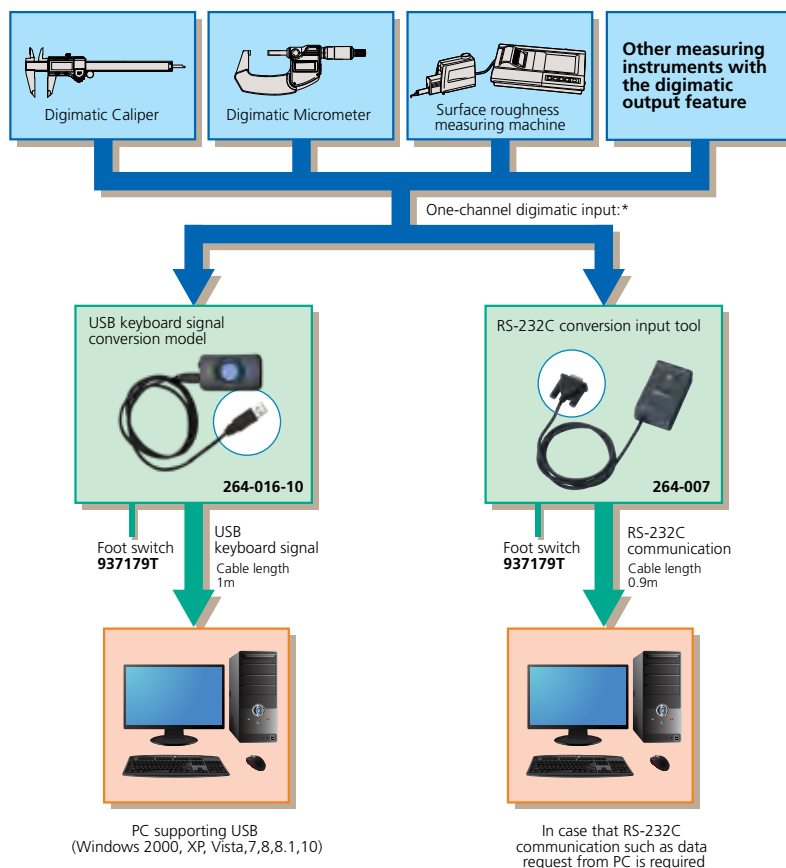 Digimatic Caliper
Digimatic Micrometer
Surface roughness
measuring machine
Other measuring
instruments with
the digimatic
output feature
One-channel digimatic input:*
USB keyboard signal
conversion model
264-016-10
RS-232C conversion input tool
264-007
Foot switch
937179T
USB
keyboard signal
Cable length
1m
Foot switch
937179T
RS-232C
communication
Cable length
0.9m
PC supporting USB
(Windows 2000, XP, Vista,7,8,8.1,10)
In case that RS-232C
communication such as data
request from PC is required